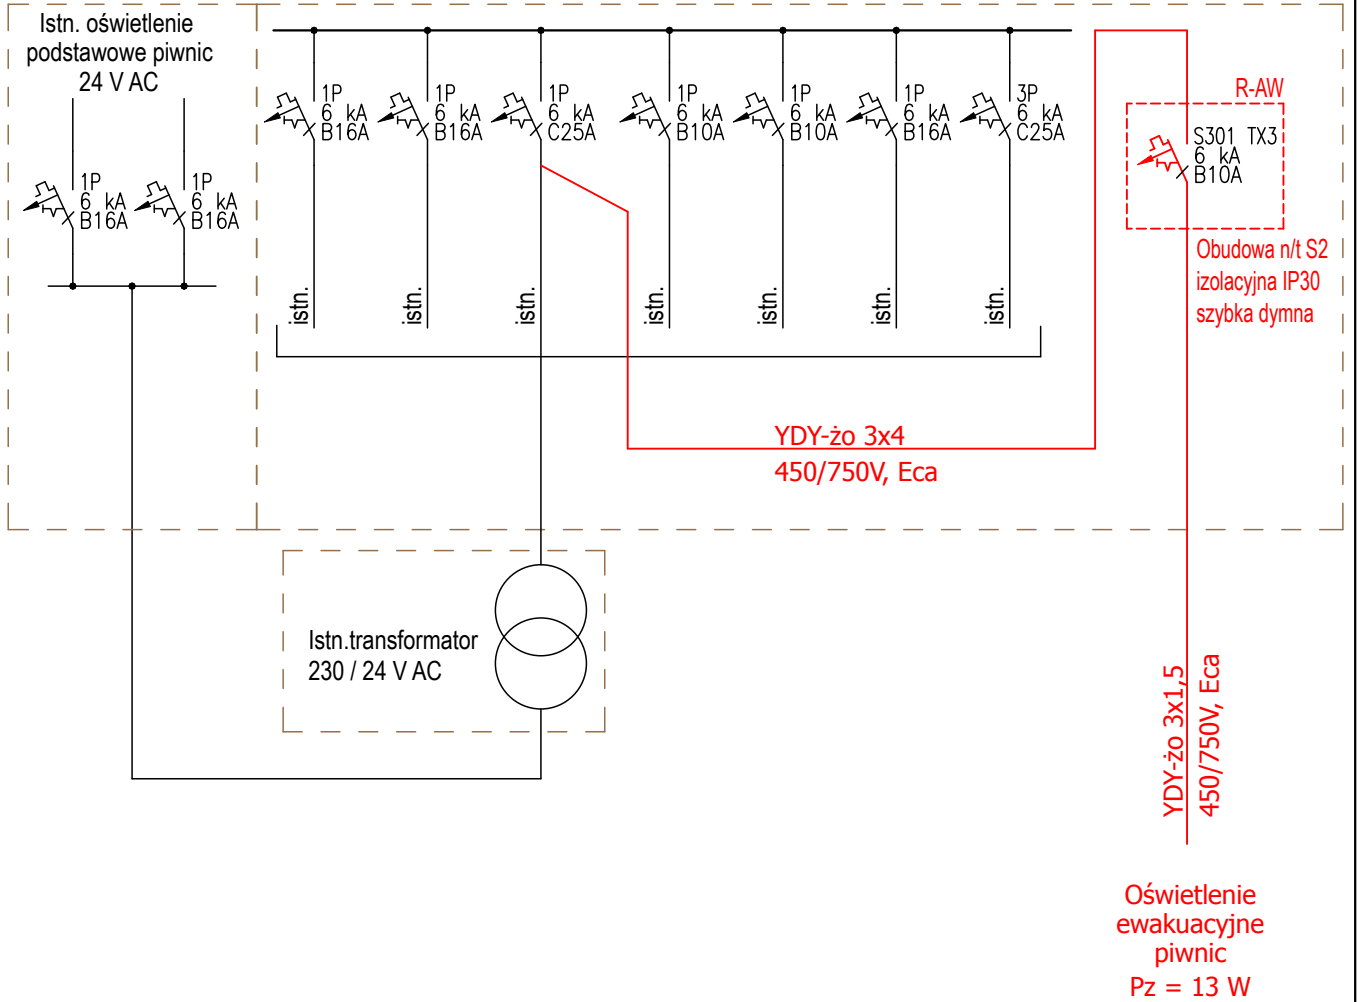 Istn. oświetlenie
podstawowe piwnic
24 V AC
1P
6 kA
B16A
1P
6 kA
B16A
1P
6 kA
B16A
1P
6 kA
B16A
1P
6 kA
C25A
1P
6 kA
B10A
1P
6 kA
B10A
1P
6 kA
B16A
3P
6 kA
C25A
istn.
istn.
istn.
istn.
istn.
istn.
istn.
R-AW
S301 TX3
6 kA
B10A
Obudowa n/t S2
izolacyjna IP30
szybka dymna
YDY-żo 3x4
450/750V, Eca
Istn.transformator
230 / 24 V AC
YDY-żo 3x1,5
450/750V, Eca
Oświetlenie
ewakuacyjne
piwnic
Pz = 13 W